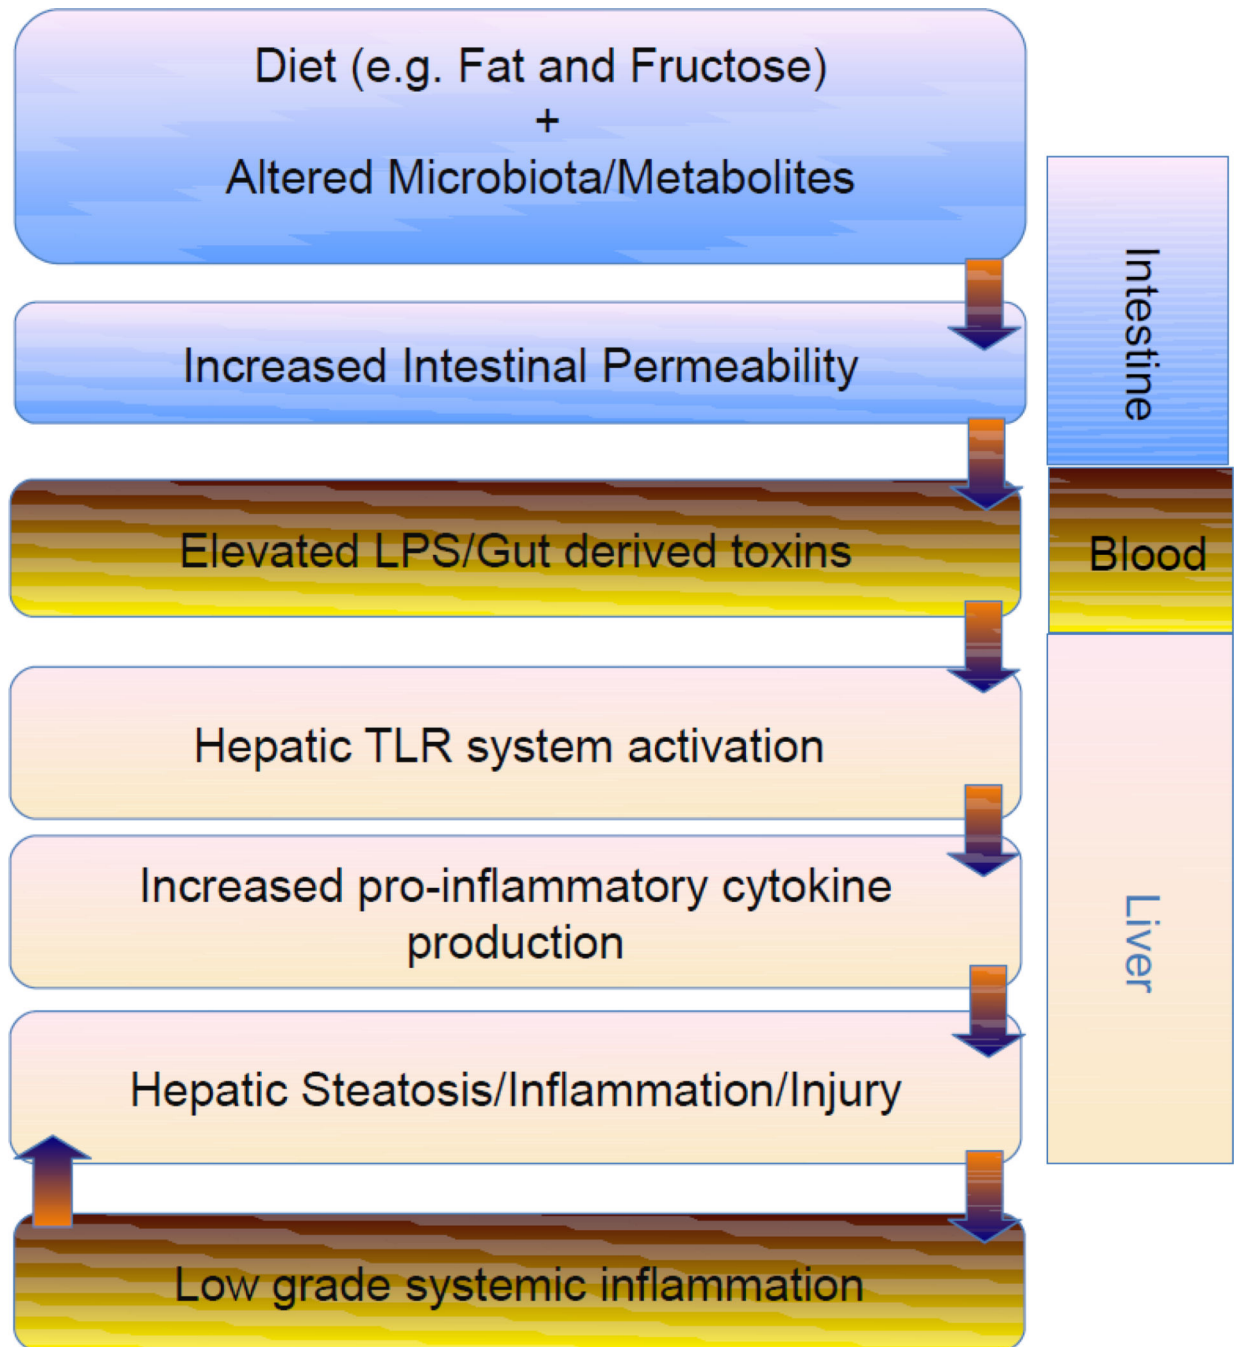 Diet (e.g. Fat and Fructose)
+
Altered Microbiota/Metabolites
Increased Intestinal Permeability
Intestine
Elevated LPS/Gut derived toxins
Blood
Hepatic TLR system activation
Increased pro-inflammatory cytokine
production
Hepatic Steatosis/Inflammation/Injury
Liver
Low grade systemic inflammation